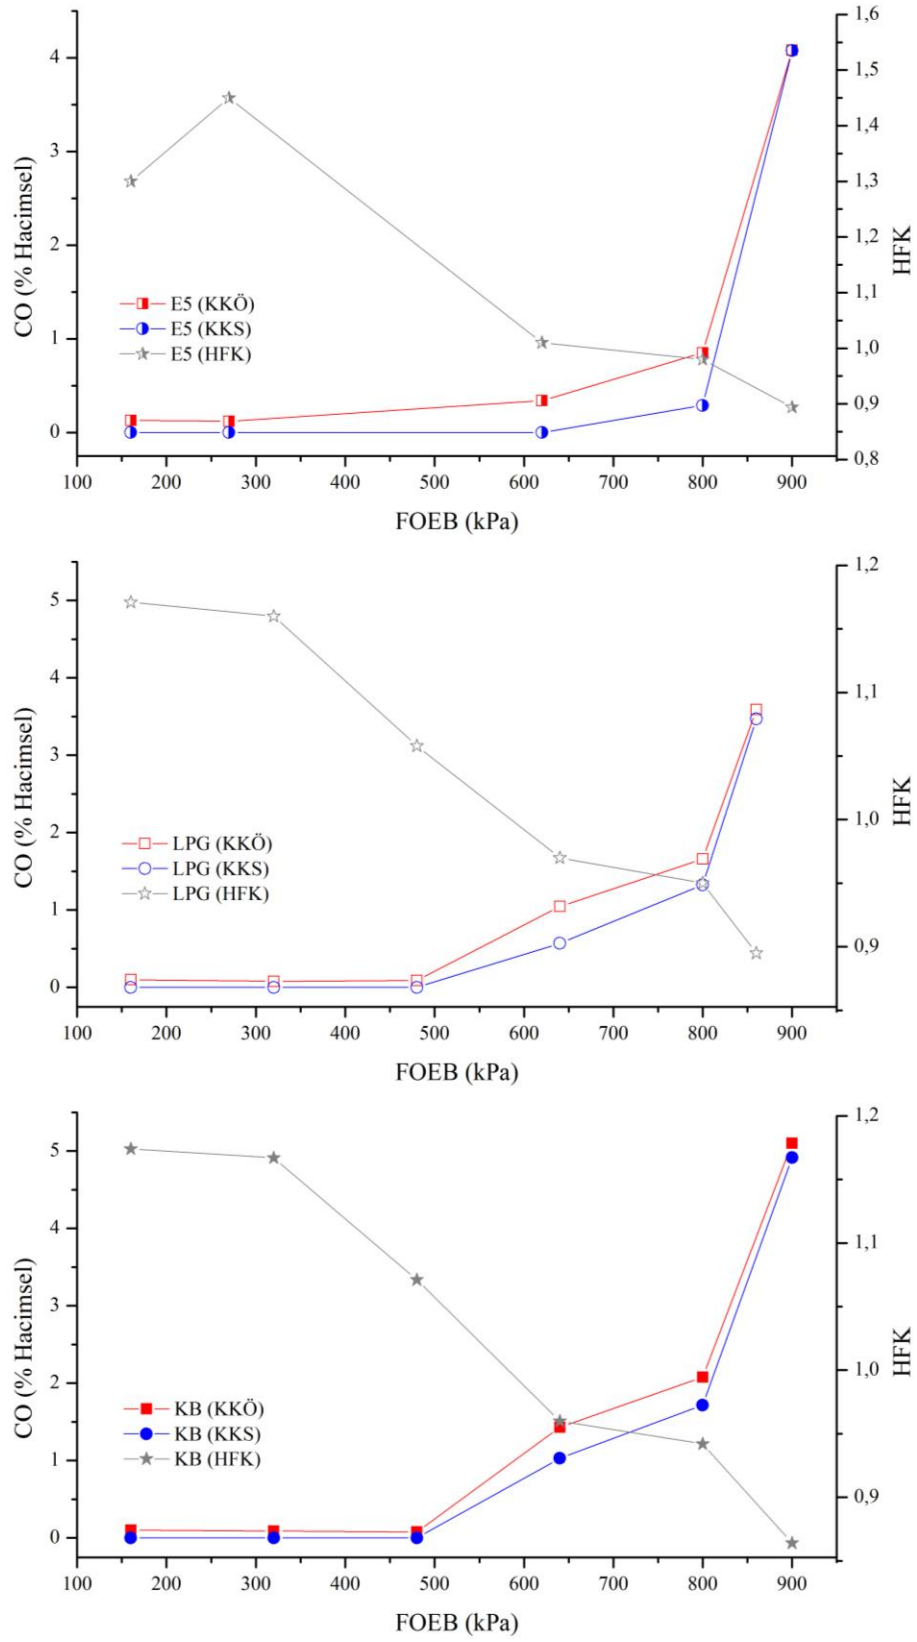 CO (% Hacimsel)
4
3
2
1
0
E5 (KKÖ)
E5 (KKS)
E5 (HFK)
1,6
1,5
1,4
1,3
1,2
1,1
1,0
0,9
0,8
HFK
100 200 300 400 500 600 700 800 900
FOEB (kPa)
CO (% Hacimsel)
5
4
3
2
1
0
LPG (KKÖ)
LPG (KKS)
LPG (HFK)
1,2
1,1
1,0
0,9
HFK
100 200 300 400 500 600 700 800 900
FOEB (kPa)
CO (% Hacimsel)
5
4
3
2
1
0
KB (KKÖ)
KB (KKS)
KB (HFK)
1,2
1,1
1,0
0,9
HFK
100 200 300 400 500 600 700 800 900
FOEB (kPa)